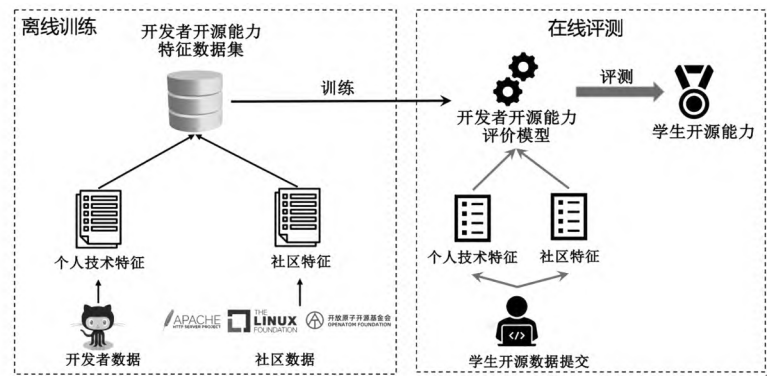 离线训练
开发者开源能力
特征数据集
训练
个人技术特征
社区特征
APACHE
HTTP SERVER PROJECT
THE
LINUX
FOUNDATION
开放原子开源基金会
OPENATOM FOUNDATION
开发者数据
社区数据
在线评测
开发者开源能力
评价模型
评测
学生开源能力
个人技术特征
社区特征
学生开源数据提交